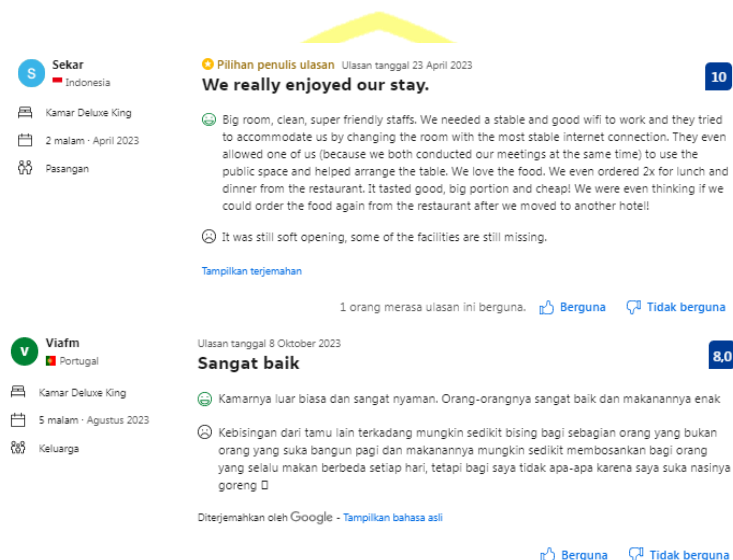 Sekar
Indonesia
Kamar Deluxe King
2 malam · April 2023
Pasangan
Pilihan penulis ulasan Ulasan tanggal 23 April 2023
We really enjoyed our stay.
10
Big room, clean, super friendly staffs. We needed a stable and good wifi to work and they tried
to accommodate us by changing the room with the most stable internet connection. They even
allowed one of us (because we both conducted our meetings at the same time) to use the
public space and helped arrange the table. We love the food. We even ordered 2x for lunch and
dinner from the restaurant. It tasted good, big portion and cheap! We were even thinking if we
could order the food again from the restaurant after we moved to another hotel!
It was still soft opening, some of the facilities are still missing.
Tampilkan terjemahan
1 orang merasa ulasan ini berguna. Berguna Tidak berguna
Viafm
Portugal
Kamar Deluxe King
5 malam · Agustus 2023
Keluarga
Ulasan tanggal 8 Oktober 2023
Sangat baik
8,0
Kamarnya luar biasa dan sangat nyaman. Orang-orangnya sangat baik dan makanannya enak
Kebisingan dari tamu lain terkadang mungkin sedikit bising bagi sebagian orang yang bukan
orang yang suka bangun pagi dan makanannya mungkin sedikit membosankan bagi orang
yang selalu makan berbeda setiap hari, tetapi bagi saya tidak apa-apa karena saya suka nasinya
goreng
Diterjemahkan oleh Google - Tampilkan bahasa asli
Berguna Tidak berguna